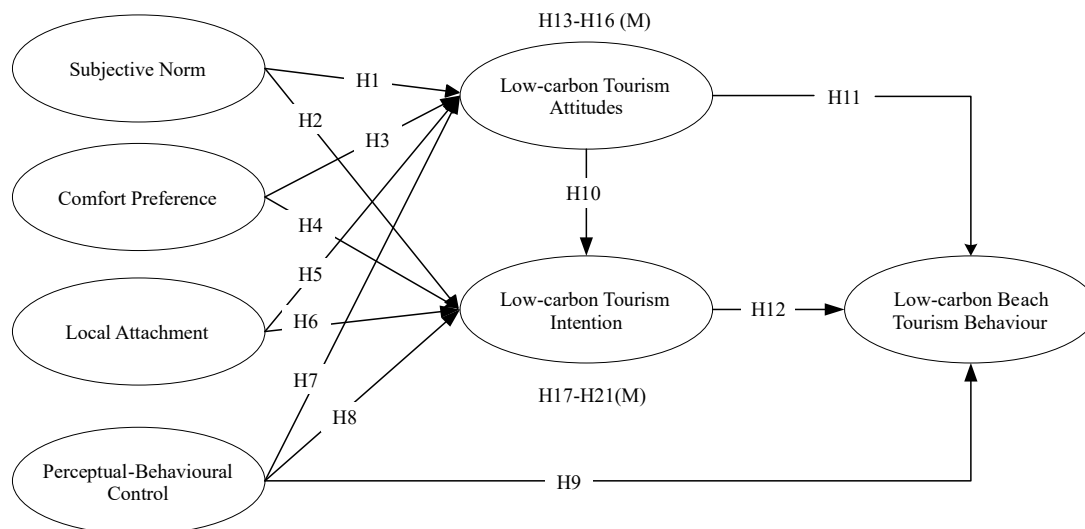 H13-H16 (M)
Subjective Norm
H1
Low-carbon Tourism
Attitudes
H11
H2
H3
Comfort Preference
H4
H10
H5
Low-carbon Tourism
Intention
H12
Low-carbon Beach
Tourism Behaviour
Local Attachment
H6
H7
H17-H21(M)
H8
Perceptual-Behavioural
Control
H9